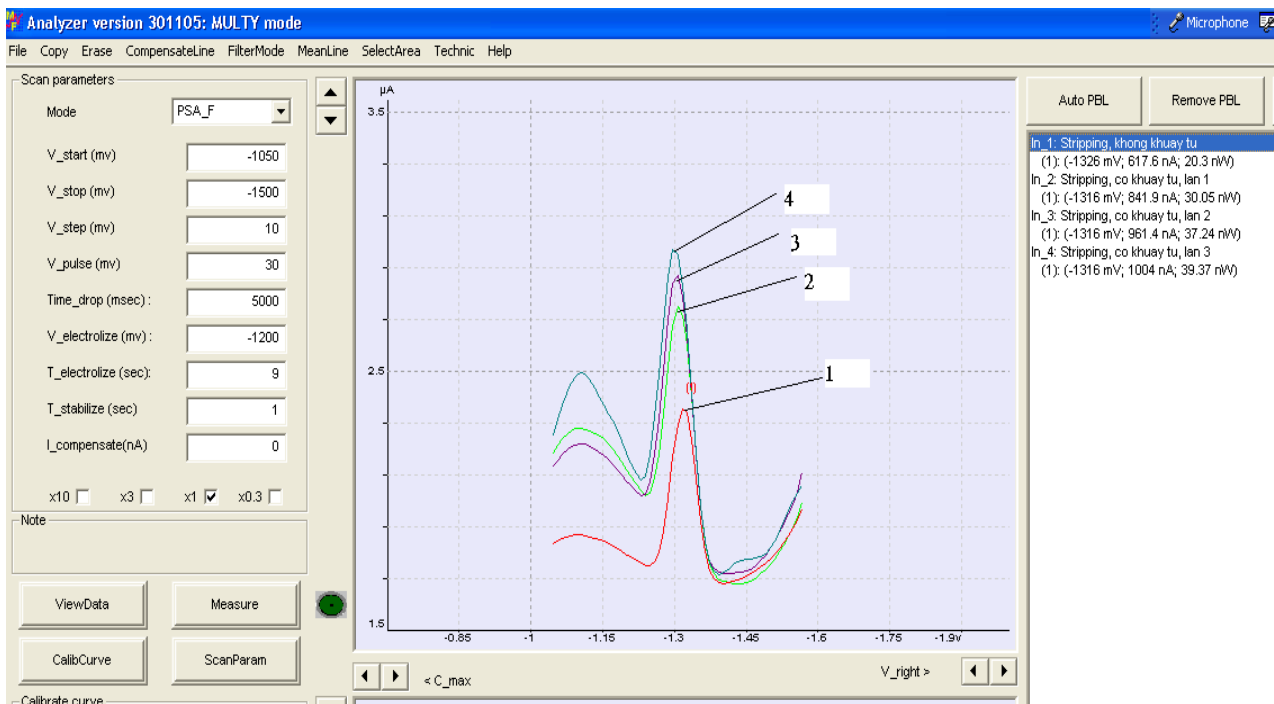 Analyzer version 301105: MULTY mode
Microphone
File Copy Erase CompensateLine FilterMode MeanLine SelectArea Technic Help
Scan parameters
Mode PSA_F
V_start (mv) -1050
V_stop (mv) -1500
V_step (mv) 10
V_pulse (mv) 30
Time_drop (msec) : 5000
V_electrolize (mv) : -1200
T_electrolize (sec): 9
T_stabilize (sec) 1
I_compensate(nA) 0
x10 x3 x1 x0.3
Note
ViewData Measure
CalibCurve ScanParam
Calibrate curve
µA
3.5
2.5
1.5
4
3
2
1
-0.85 -1 -1.15 -1.3 -1.45 -1.6 -1.75 -1.9v
< C_max V_right >
Auto PBL Remove PBL
In_1: Stripping, khong khuay tu
(1): (-1326 mV; 617.6 nA; 20.3 nW)
In_2: Stripping, co khuay tu, lan 1
(1): (-1316 mV; 841.9 nA; 30.05 nW)
In_3: Stripping, co khuay tu, lan 2
(1): (-1316 mV; 961.4 nA; 37.24 nW)
In_4: Stripping, co khuay tu, lan 3
(1): (-1316 mV; 1004 nA; 39.37 nW)